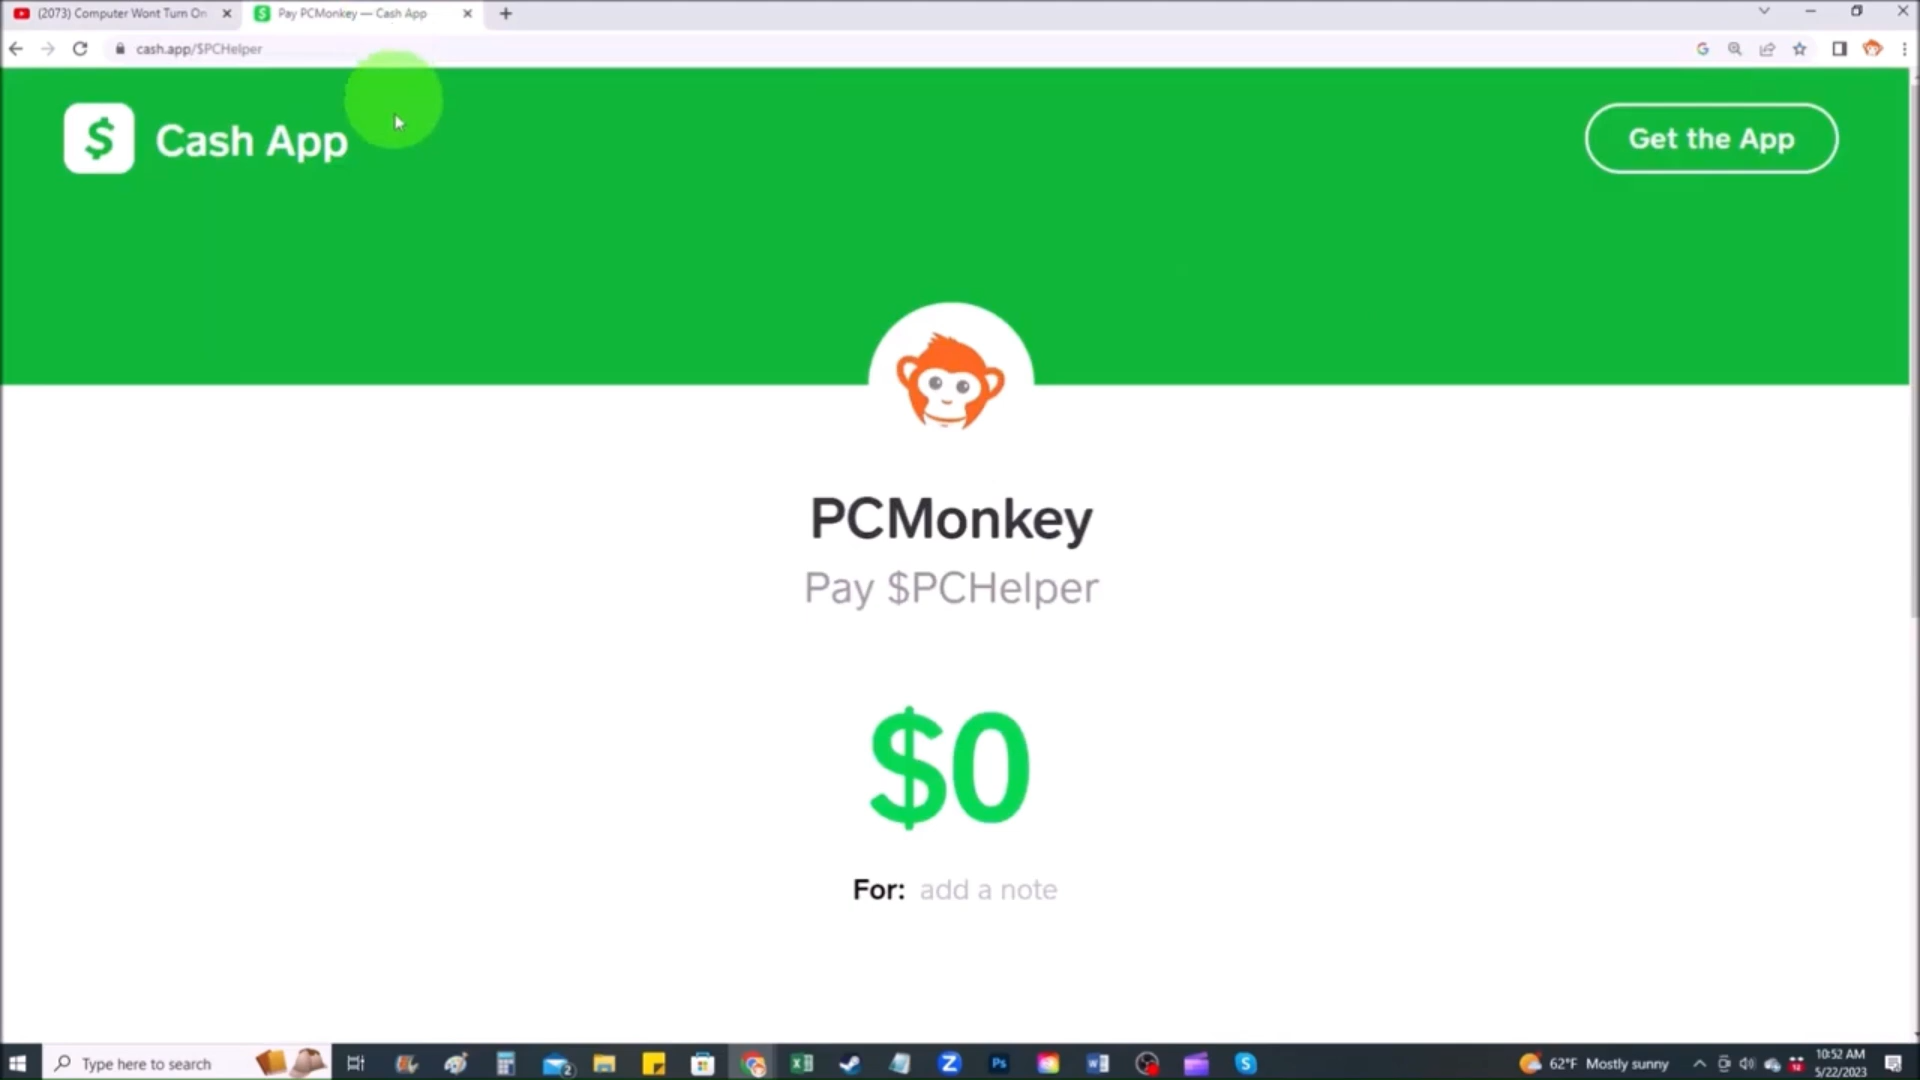 (2073) Computer Wont Turn On
Pay PCMonkey — Cash App
cash.app/$PCHelper
$ Cash App
Get the App
PCMonkey
Pay $PCHelper
$0
For: add a note
Type here to search
62°F Mostly sunny
10:52 AM
5/22/2023